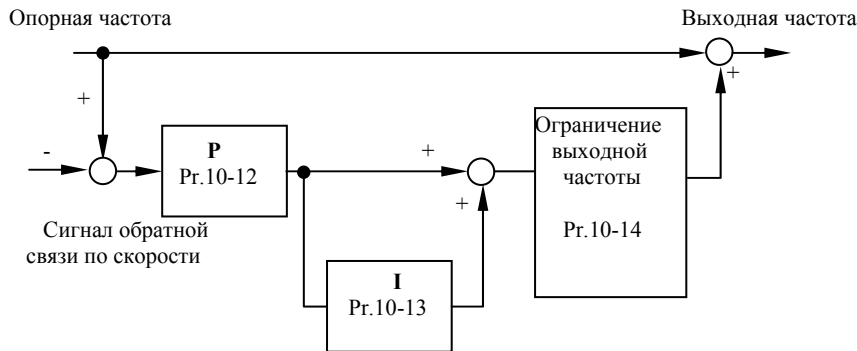 Опорная частота
Выходная частота
+
+
-
P
Pr.10-12
+
+
Ограничение
выходной
частоты
Pr.10-14
Сигнал обратной
связи по скорости
I
Pr.10-13